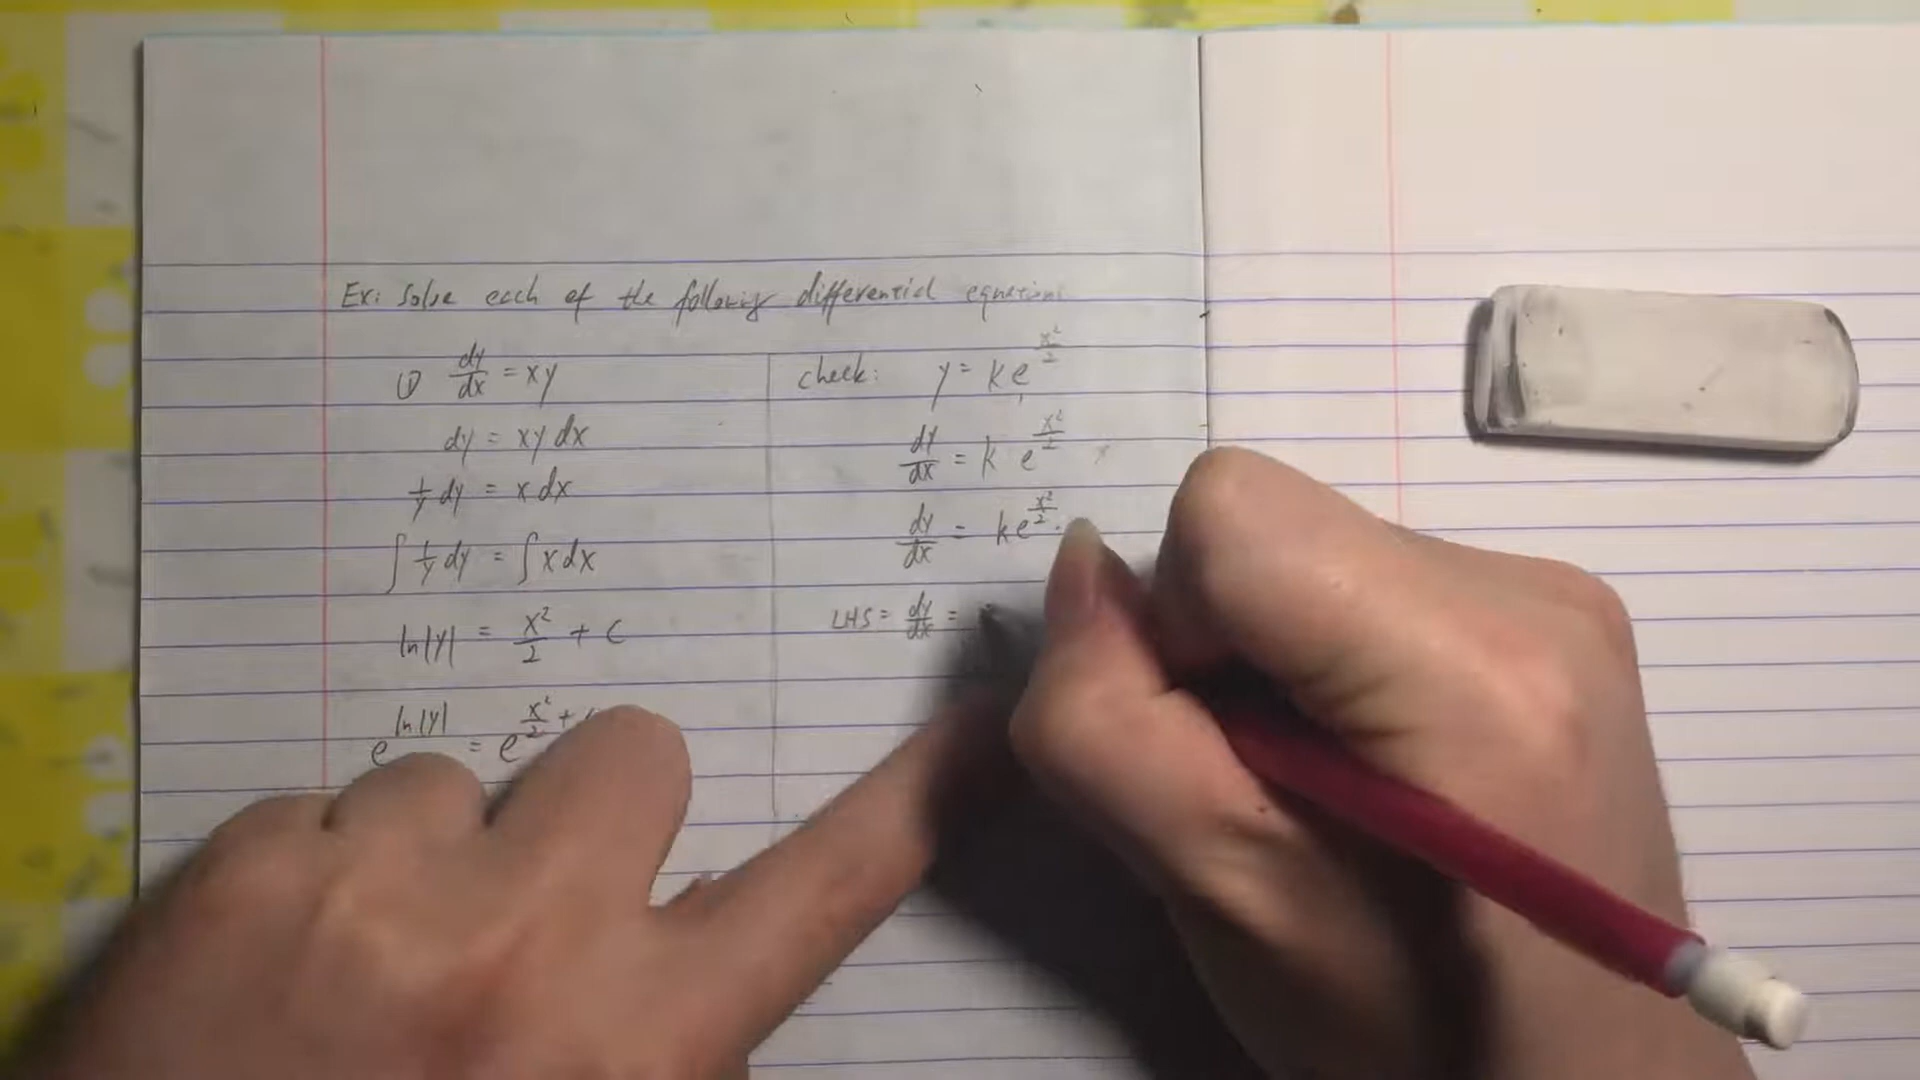 Ex: Solve each of the following differential equations
① dy/dx = xy
dy = xy dx
1/y dy = x dx
∫ 1/y dy = ∫ x dx
ln|y| = x²/2 + C
e^(ln|y|) = e^(x²/2 +
check: y = k e^(x²/2)
dy/dx = k e^(x²/2)
dy/dx = k e^(x²/2) ·
LHS = dy/dx =